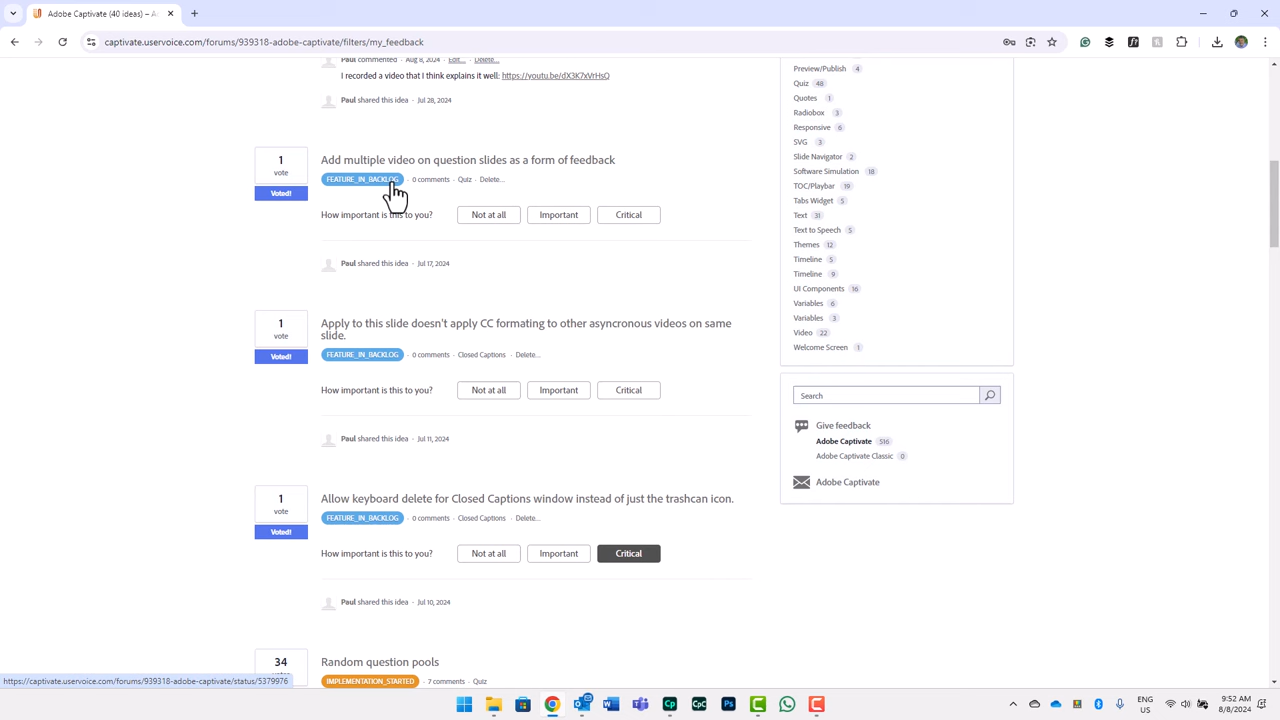 Adobe Captivate (40 ideas) – A
captivate.uservoice.com/forums/939318-adobe-captivate/filters/my_feedback
Paul commented · Aug 8, 2024 · Edit… · Delete…
I recorded a video that I think explains it well: https://youtu.be/dX3K7xVrHsQ
Paul shared this idea · Jul 28, 2024
1
vote
Voted!
Add multiple video on question slides as a form of feedback
FEATURE_IN_BACKLOG · 0 comments · Quiz · Delete…
How important is this to you? Not at all Important Critical
Paul shared this idea · Jul 17, 2024
1
vote
Voted!
Apply to this slide doesn't apply CC formating to other asyncronous videos on same
slide.
FEATURE_IN_BACKLOG · 0 comments · Closed Captions · Delete…
How important is this to you? Not at all Important Critical
Paul shared this idea · Jul 11, 2024
1
vote
Voted!
Allow keyboard delete for Closed Captions window instead of just the trashcan icon.
FEATURE_IN_BACKLOG · 0 comments · Closed Captions · Delete…
How important is this to you? Not at all Important Critical
Paul shared this idea · Jul 10, 2024
34
Random question pools
IMPLEMENTATION_STARTED · 7 comments · Quiz
Preview/Publish 4
Quiz 48
Quotes 1
Radiobox 3
Responsive 6
SVG 3
Slide Navigator 2
Software Simulation 18
TOC/Playbar 19
Tabs Widget 5
Text 31
Text to Speech 5
Themes 12
Timeline 5
Timeline 9
UI Components 16
Variables 6
Variables 3
Video 22
Welcome Screen 1
Search
Give feedback
Adobe Captivate 516
Adobe Captivate Classic 0
Adobe Captivate
https://captivate.uservoice.com/forums/939318-adobe-captivate/status/5379976
ENG
US
9:52 AM
8/8/2024